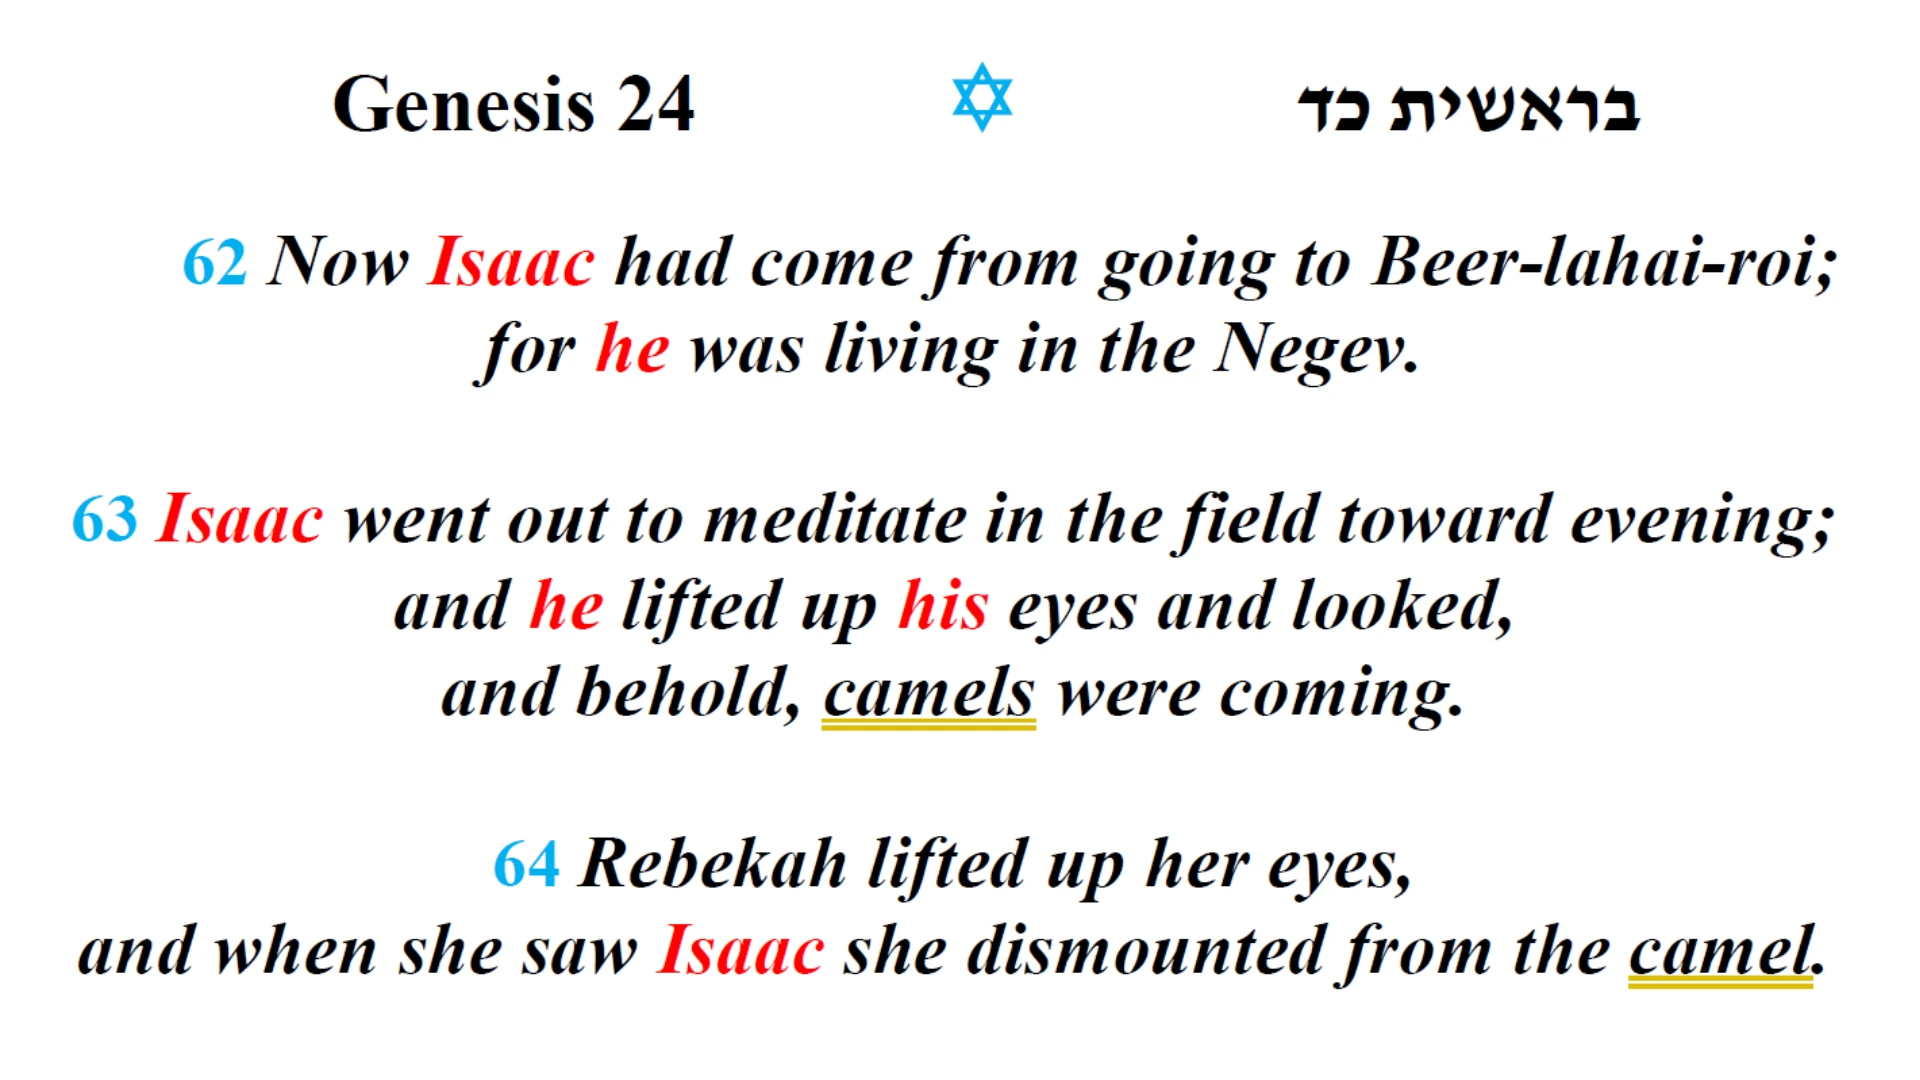 Genesis 24 ✡ בראשית כד
62 Now Isaac had come from going to Beer-lahai-roi;
for he was living in the Negev.
63 Isaac went out to meditate in the field toward evening;
and he lifted up his eyes and looked,
and behold, camels were coming.
64 Rebekah lifted up her eyes,
and when she saw Isaac she dismounted from the camel.